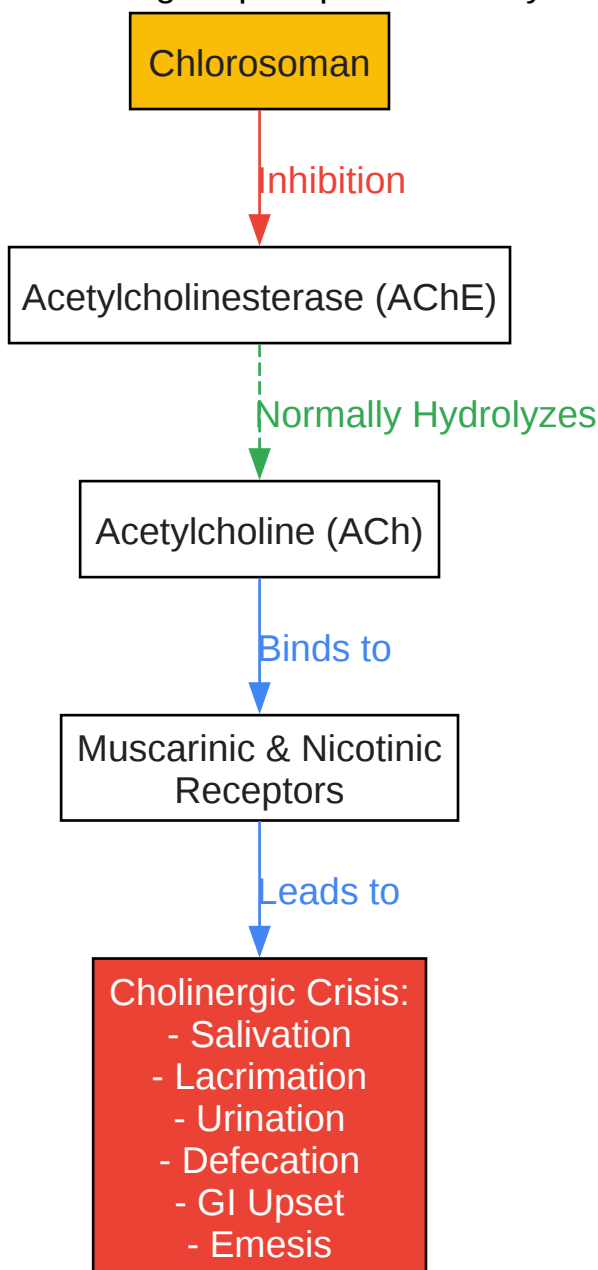 Chlorosoman
Inhibition
Acetylcholinesterase (AChE)
Normally Hydrolyzes
Acetylcholine (ACh)
Binds to
Muscarinic & Nicotinic
Receptors
Leads to
Cholinergic Crisis:
- Salivation
- Lacrimation
- Urination
- Defecation
- GI Upset
- Emesis